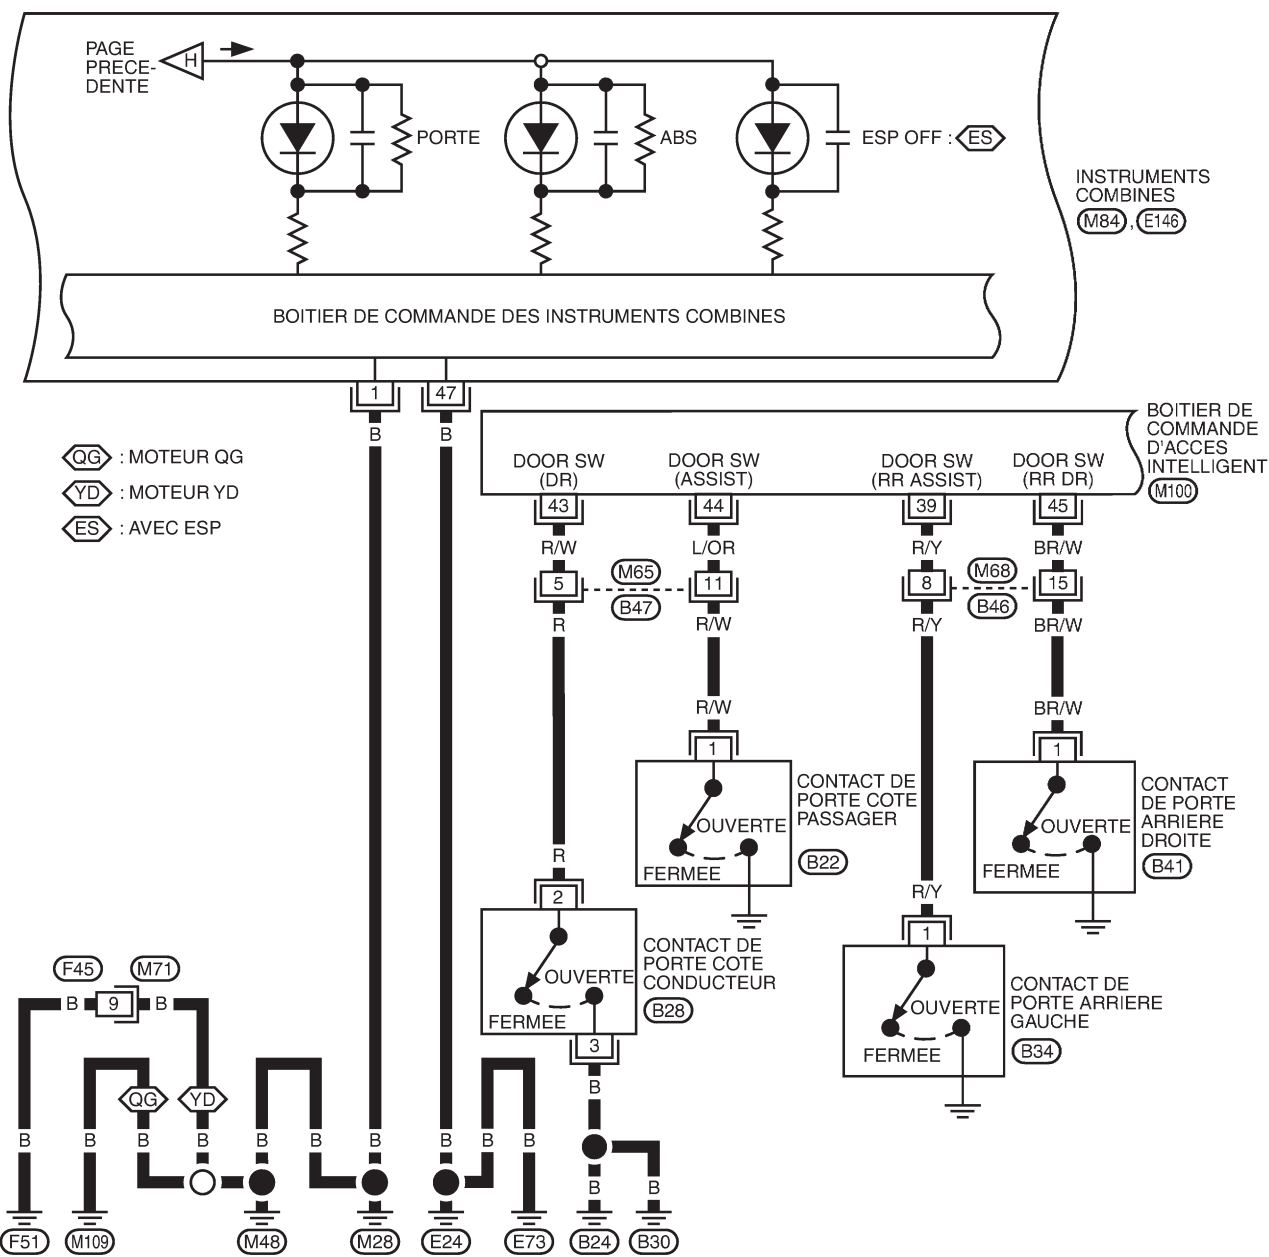 PAGE
PRECE-
DENTE
H
PORTE
ABS
ESP OFF : ES
INSTRUMENTS
COMBINES
M84 , E146
BOITIER DE COMMANDE DES INSTRUMENTS COMBINES
1
47
B
B
QG : MOTEUR QG
YD : MOTEUR YD
ES : AVEC ESP
BOITIER DE
COMMANDE
D'ACCES
INTELLIGENT
M100
DOOR SW
(DR)
DOOR SW
(ASSIST)
DOOR SW
(RR ASSIST)
DOOR SW
(RR DR)
43
44
39
45
R/W
L/OR
R/Y
BR/W
5
M65
B47
11
8
M68
B46
15
R
R/W
R/Y
BR/W
R/W
BR/W
1
1
CONTACT DE
PORTE COTE
PASSAGER
B22
OUVERTE
FERMEE
CONTACT
DE PORTE
ARRIERE
DROITE
B41
OUVERTE
FERMEE
R
R/Y
2
1
CONTACT DE
PORTE COTE
CONDUCTEUR
B28
OUVERTE
FERMEE
CONTACT DE
PORTE ARRIERE
GAUCHE
B34
OUVERTE
FERMEE
3
F45
M71
B
9
B
QG
YD
B
B
B
B
B
B
B
B
B
B
B
B
B
F51
M109
M48
M28
E24
E73
B24
B30